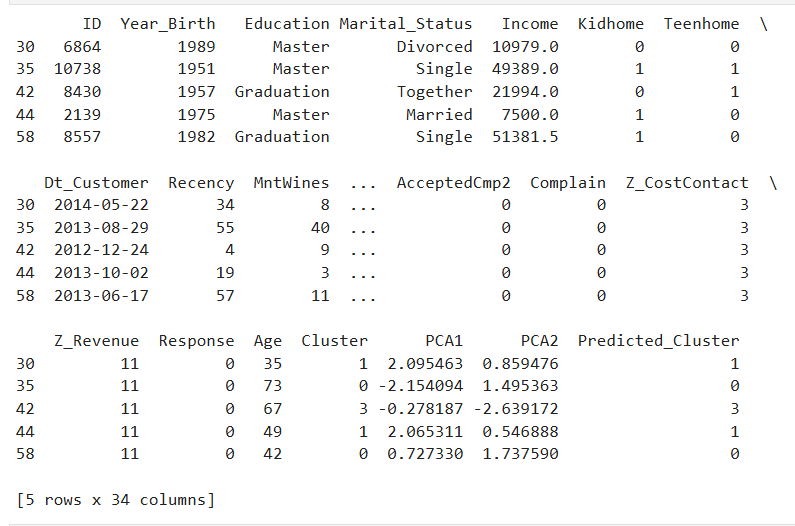 ID Year_Birth Education Marital_Status Income Kidhome Teenhome \
30 6864 1989 Master Divorced 10979.0 0 0
35 10738 1951 Master Single 49389.0 1 1
42 8430 1957 Graduation Together 21994.0 0 1
44 2139 1975 Master Married 7500.0 1 0
58 8557 1982 Graduation Single 51381.5 1 0
Dt_Customer Recency MntWines ... AcceptedCmp2 Complain Z_CostContact \
30 2014-05-22 34 8 ... 0 0 3
35 2013-08-29 55 40 ... 0 0 3
42 2012-12-24 4 9 ... 0 0 3
44 2013-10-02 19 3 ... 0 0 3
58 2013-06-17 57 11 ... 0 0 3
Z_Revenue Response Age Cluster PCA1 PCA2 Predicted_Cluster
30 11 0 35 1 2.095463 0.859476 1
35 11 0 73 0 -2.154094 1.495363 0
42 11 0 67 3 -0.278187 -2.639172 3
44 11 0 49 1 2.065311 0.546888 1
58 11 0 42 0 0.727330 1.737590 0
[5 rows x 34 columns]